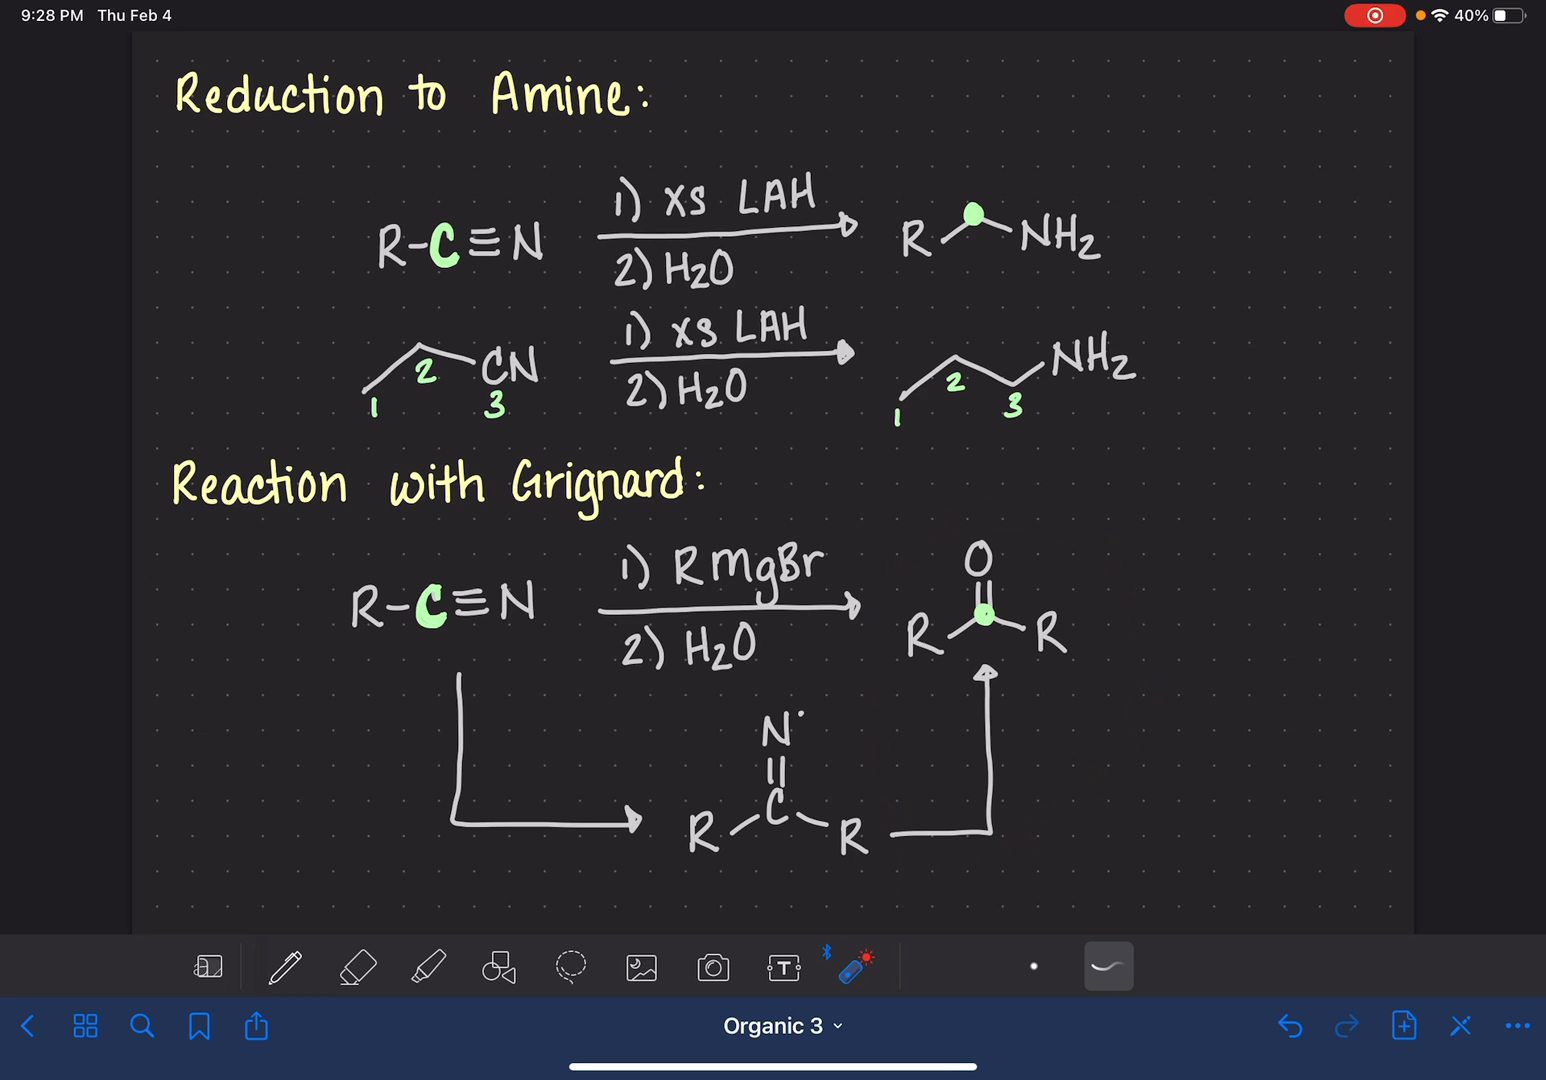 9:28 PM Thu Feb 4
40%
Reduction to Amine:
R-C≡N 1) XS LAH R NH2
2) H2O
CN 1) XS LAH NH2
1 2 3 2) H2O 1 2 3
Reaction with Grignard:
R-C≡N 1) RMgBr O
2) H2O R R
N
C
R R
T
Organic 3